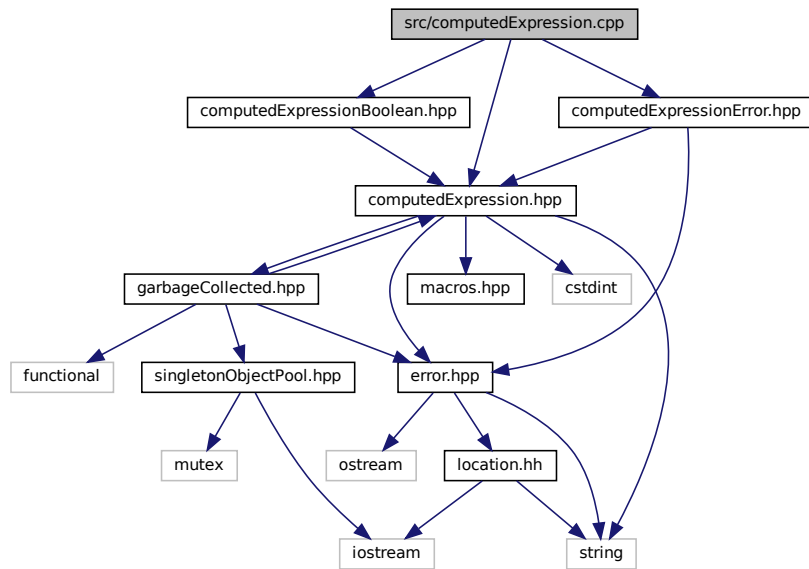 src/computedExpression.cpp
computedExpressionBoolean.hpp
computedExpressionError.hpp
computedExpression.hpp
garbageCollected.hpp
macros.hpp
cstdint
functional
singletonObjectPool.hpp
error.hpp
mutex
ostream
location.hh
iostream
string